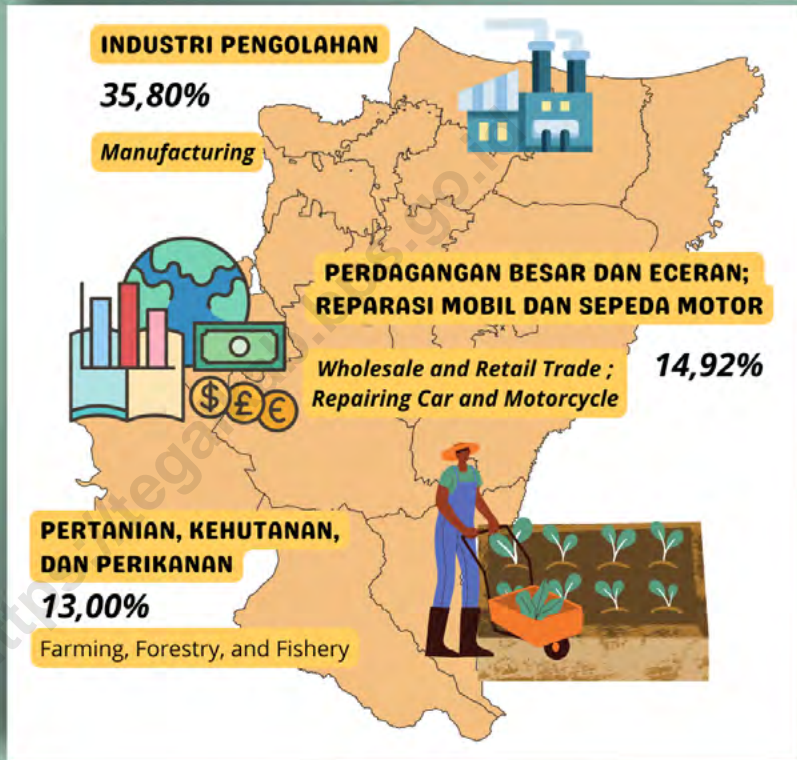 INDUSTRI PENGOLAHAN
35,80%
Manufacturing
PERDAGANGAN BESAR DAN ECERAN;
REPARASI MOBIL DAN SEPEDA MOTOR
Wholesale and Retail Trade ;
Repairing Car and Motorcycle
14,92%
$ £ €
PERTANIAN, KEHUTANAN,
DAN PERIKANAN
13,00%
Farming, Forestry, and Fishery